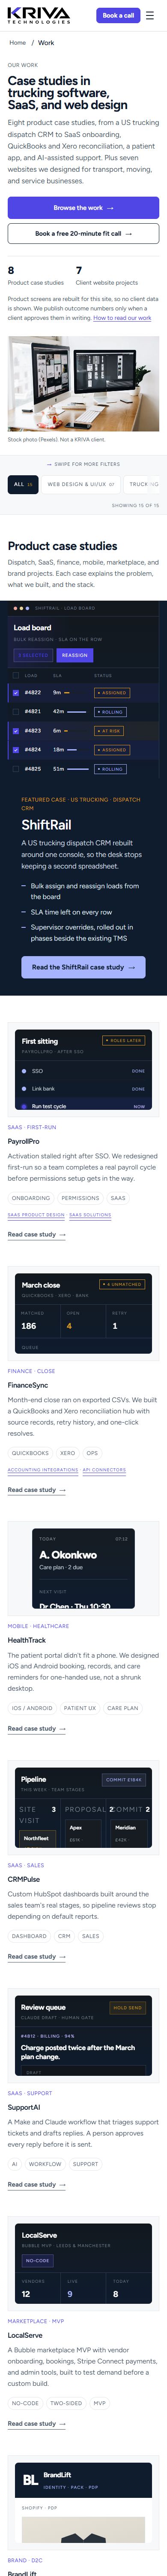 KRIVA
TECHNOLOGIES
Book a call
Home / Work
OUR WORK
Case studies in
trucking software,
SaaS, and web design
Eight product case studies, from a US trucking
dispatch CRM to SaaS onboarding,
QuickBooks and Xero reconciliation, a patient
app, and AI-assisted support. Plus seven
websites we designed for transport, moving,
and service businesses.
Browse the work →
Book a free 20-minute fit call →
8
Product case studies
7
Client website projects
Product screens are rebuilt for this site, so no client data
is shown. We publish outcome numbers only when a
client approves them in writing. How to read our work
Stock photo (Pexels). Not a KRIVA client.
↔ SWIPE FOR MORE FILTERS
ALL 15
WEB DESIGN & UI/UX 07
TRUCKING
SHOWING 15 OF 15
Product case studies
Dispatch, SaaS, finance, mobile, marketplace, and
brand projects. Each case explains the problem,
what we built, and the stack.
SHIFTRAIL · LOAD BOARD
Load board
BULK REASSIGN · SLA ON THE ROW
3 SELECTED
REASSIGN
LOAD SLA STATUS
#4822 9m ASSIGNED
#4821 42m ROLLING
#4823 6m AT RISK
#4824 18m ASSIGNED
#4825 51m ROLLING
FEATURED CASE · US TRUCKING · DISPATCH
CRM
ShiftRail
A US trucking dispatch CRM rebuilt
around one console, so the desk stops
keeping a second spreadsheet.
— Bulk assign and reassign loads from
the board
— SLA time left on every row
— Supervisor overrides, rolled out in
phases beside the existing TMS
Read the ShiftRail case study →
First sitting
PAYROLLPRO · AFTER SSO
ROLES LATER
SSO DONE
Link bank DONE
Run test cycle NOW
SAAS · FIRST-RUN
PayrollPro
Activation stalled right after SSO. We redesigned
first-run so a team completes a real payroll cycle
before permissions setup gets in the way.
ONBOARDING
PERMISSIONS
SAAS
SAAS PRODUCT DESIGN · SAAS SOLUTIONS
Read case study →
March close
QUICKBOOKS · XERO · BANK
4 UNMATCHED
MATCHED OPEN RETRY
186 4 1
QUEUE
FINANCE · CLOSE
FinanceSync
Month-end close ran on exported CSVs. We built
a QuickBooks and Xero reconciliation hub with
source records, retry history, and one-click
resolves.
QUICKBOOKS
XERO
OPS
ACCOUNTING INTEGRATIONS · API CONNECTORS
Read case study →
TODAY 07:12
A. Okonkwo
Care plan · 2 due
NEXT VISIT
Dr Chen · Thu 10:30
MOBILE · HEALTHCARE
HealthTrack
The patient portal didn't fit a phone. We designed
iOS and Android booking, records, and care
reminders for one-handed use, not a shrunk
desktop.
IOS / ANDROID
PATIENT UX
CARE PLAN
Read case study →
Pipeline
THIS WEEK · TEAM STAGES
COMMIT £184K
SITE
VISIT
3
PROPOSAL 2
COMMIT 2
Northfleet
Apex
£61K
Meridian
£42K
SAAS · SALES
CRMPulse
Custom HubSpot dashboards built around the
sales team's real stages, so pipeline reviews stop
depending on default reports.
DASHBOARD
CRM
SALES
Read case study →
Review queue
CLAUDE DRAFT · HUMAN GATE
HOLD SEND
#4812 · BILLING · 94%
Charge posted twice after the March
plan change.
DRAFT
SAAS · SUPPORT
SupportAI
A Make and Claude workflow that triages support
tickets and drafts replies. A person approves
every reply before it is sent.
AI
WORKFLOW
SUPPORT
Read case study →
LocalServe
BUBBLE MVP · LEEDS & MANCHESTER
NO-CODE
VENDORS LIVE TODAY
12 9 8
MARKETPLACE · MVP
LocalServe
A Bubble marketplace MVP with vendor
onboarding, bookings, Stripe Connect payments,
and admin tools, built to test demand before a
custom build.
NO-CODE
TWO-SIDED
MVP
Read case study →
BL
BrandLift
IDENTITY · PACK · PDP
SHOPIFY · PDP
BRAND · D2C
BrandLift